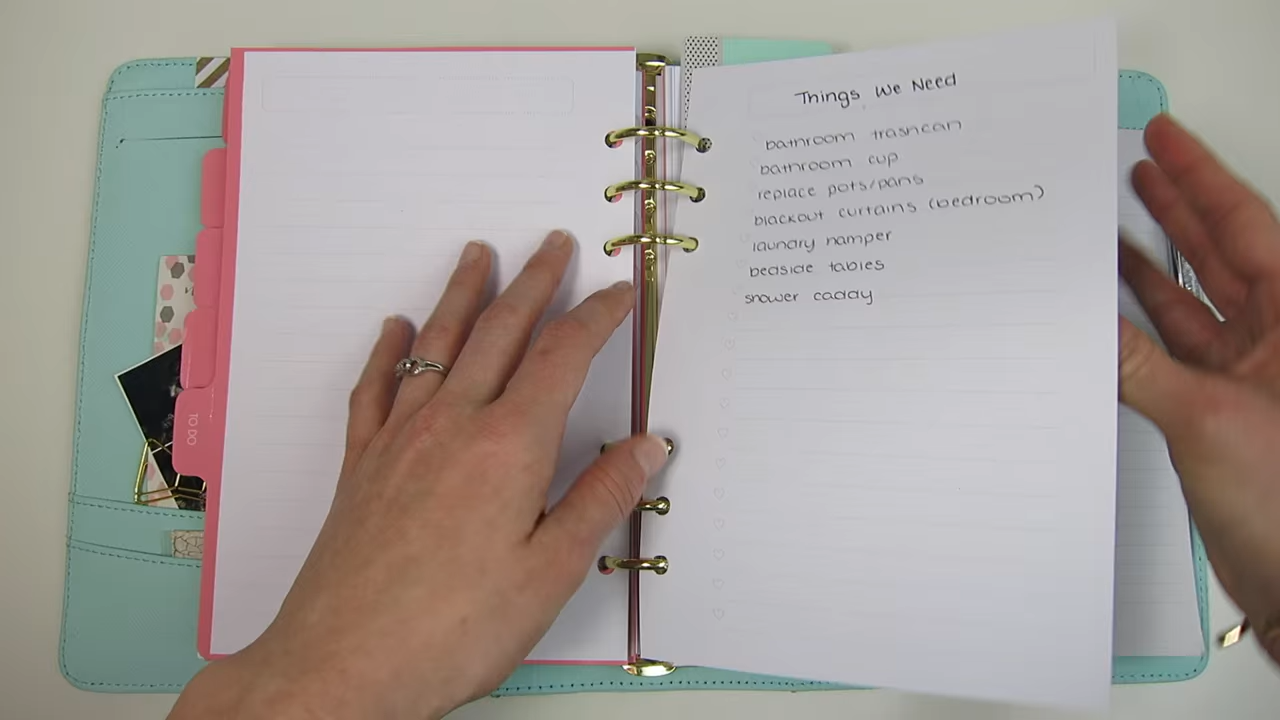 Things We Need
bathroom trashcan
bathroom cup
replace pots/pans
blackout curtains (bedroom)
laundry hamper
bedside tables
shower caddy
TO DO